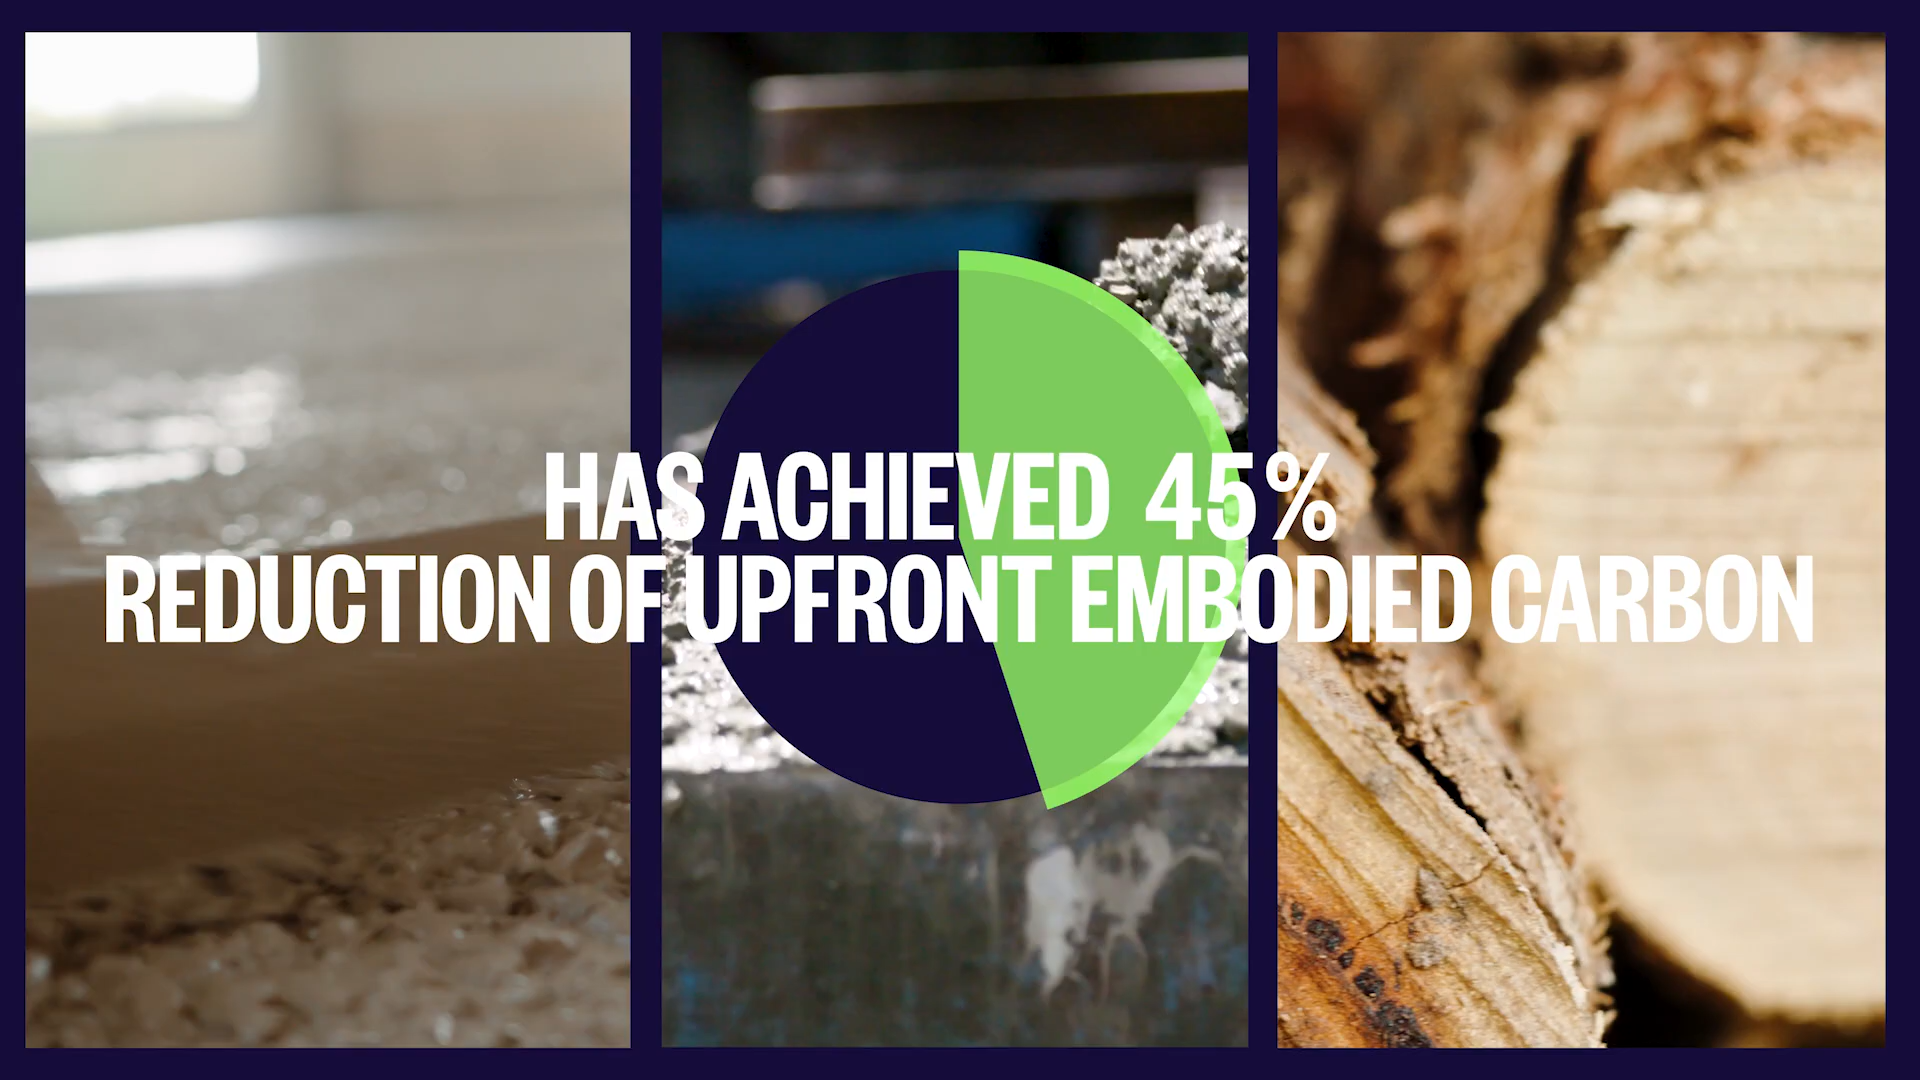 HAS ACHIEVED 45%
REDUCTION OF UPFRONT EMBODIED CARBON